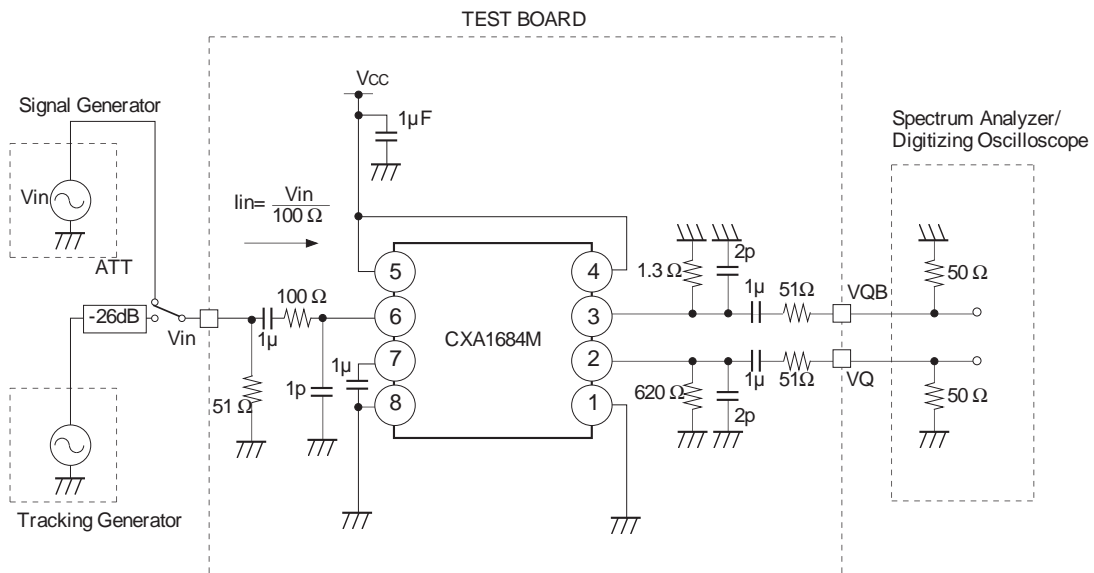 TEST BOARD
Signal Generator
Vin
ATT
-26dB
Vin
Tracking Generator
VCC
1µF
Iin= Vin
100 Ω
100 Ω
1µ
51 Ω
1p
1µ
5
6
7
8
CXA1684M
4
3
2
1
1.3 Ω
2p
1µ
51Ω
VQB
620 Ω
2p
1µ
51Ω
VQ
Spectrum Analyzer/
Digitizing Oscilloscope
50 Ω
50 Ω